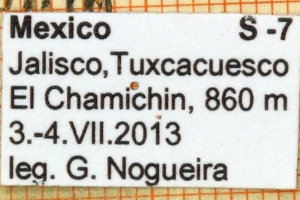 Mexico S -7
Jalisco, Tuxcacuesco
El Chamichin, 860 m
3.-4.VII.2013
leg. G. Nogueira